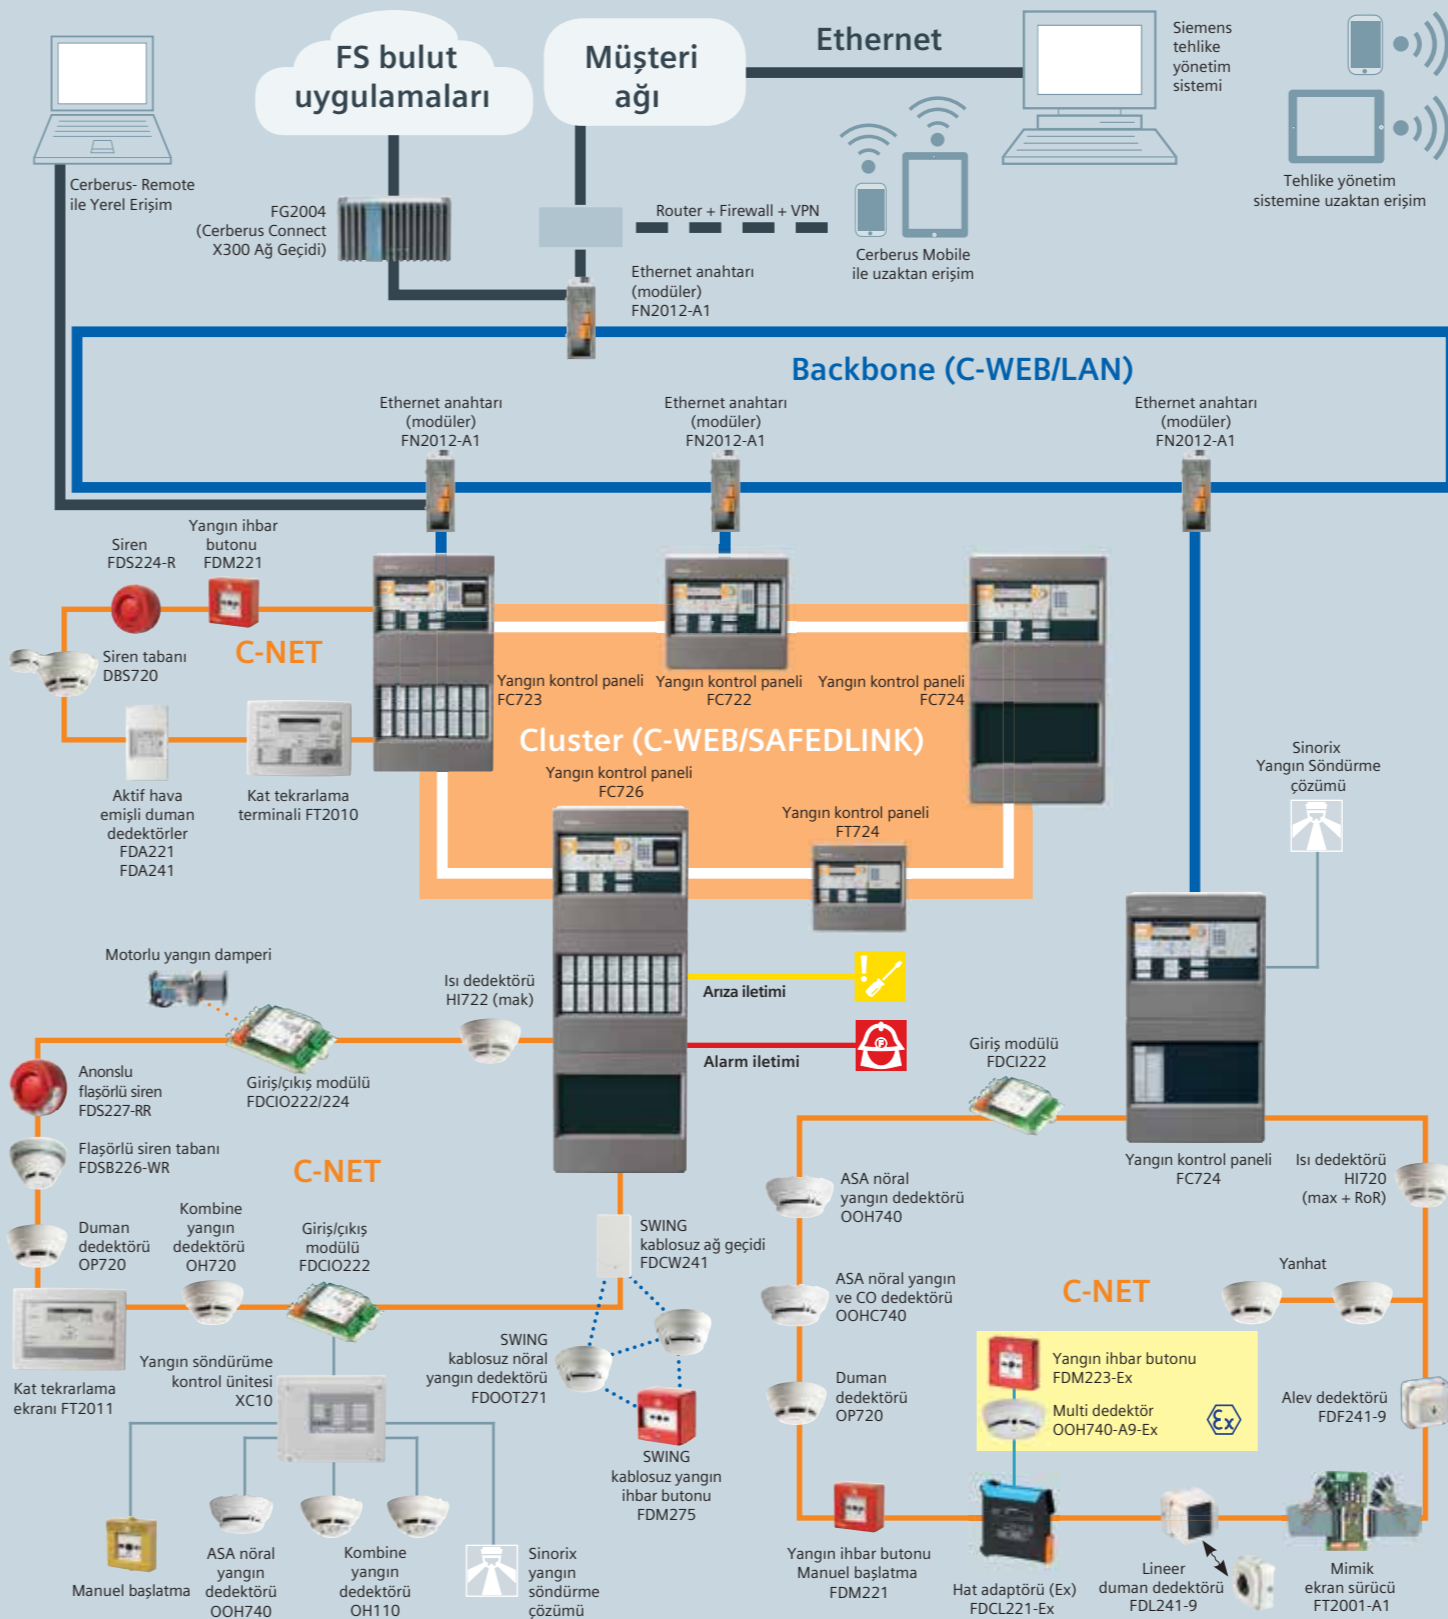 FS bulut
uygulamaları
Müşteri
ağı
Ethernet
Siemens
tehlike
yönetim
sistemi
Cerberus- Remote
ile Yerel Erişim
FG2004
(Cerberus Connect
X300 Ağ Geçidi)
Router + Firewall + VPN
Cerberus Mobile
ile uzaktan erişim
Tehlike yönetim
sistemine uzaktan erişim
Ethernet anahtarı
(modüler)
FN2012-A1
Backbone (C-WEB/LAN)
Ethernet anahtarı
(modüler)
FN2012-A1
Ethernet anahtarı
(modüler)
FN2012-A1
Ethernet anahtarı
(modüler)
FN2012-A1
Siren
FDS224-R
Yangın ihbar
butonu
FDM221
C-NET
Siren tabanı
DBS720
Aktif hava
emişli duman
dedektörler
FDA221
FDA241
Kat tekrarlama
terminali FT2010
Yangın kontrol paneli
FC723
Yangın kontrol paneli
FC722
Yangın kontrol paneli
FC724
Cluster (C-WEB/SAFEDLINK)
Yangın kontrol paneli
FC726
Yangın kontrol paneli
FT724
Sinorix
Yangın Söndürme
çözümü
Motorlu yangın damperi
Isı dedektörü
HI722 (mak)
Arıza iletimi
Alarm iletimi
Giriş/çıkış modülü
FDCIO222/224
Anonslu
flaşörlü siren
FDS227-RR
Flaşörlü siren tabanı
FDSB226-WR
C-NET
Duman
dedektörü
OP720
Kombine
yangın
dedektörü
OH720
Giriş/çıkış
modülü
FDCIO222
SWING
kablosuz ağ geçidi
FDCW241
Kat tekrarlama
ekranı FT2011
Yangın söndürüme
kontrol ünitesi
XC10
SWING
kablosuz nöral
yangın dedektörü
FDOOT271
SWING
kablosuz yangın
ihbar butonu
FDM275
Manuel başlatma
ASA nöral
yangın
dedektörü
OOH740
Kombine
yangın
dedektörü
OH110
Sinorix
yangın
söndürme
çözümü
Giriş modülü
FDCI222
Yangın kontrol paneli
FC724
Isı dedektörü
HI720
(max + RoR)
ASA nöral
yangın dedektörü
OOH740
ASA nöral yangın
ve CO dedektörü
OOHC740
C-NET
Yanhat
Duman
dedektörü
OP720
Yangın ihbar butonu
FDM223-Ex
Multi dedektör
OOH740-A9-Ex
Ex
Alev dedektörü
FDF241-9
Yangın ihbar butonu
Manuel başlatma
FDM221
Hat adaptörü (Ex)
FDCL221-Ex
Lineer
duman dedektörü
FDL241-9
Mimik
ekran sürücü
FT2001-A1